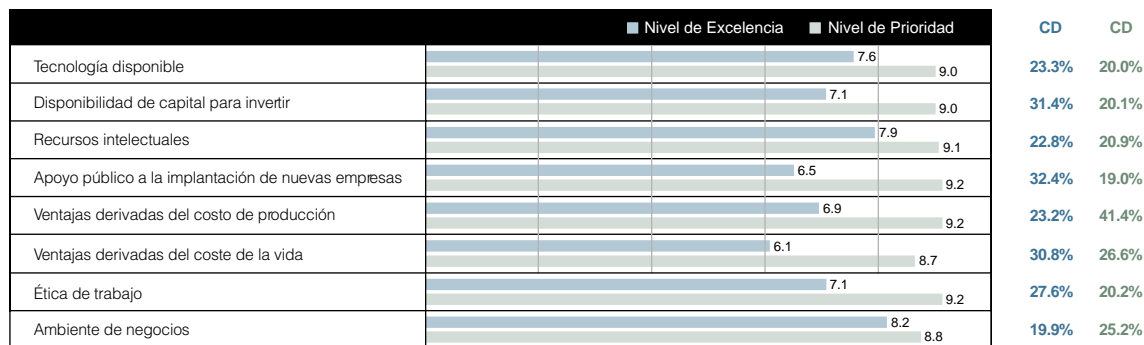 Nivel de Excelencia Nivel de Prioridad CD CD
Tecnología disponible 7.6 9.0 23.3% 20.0%
Disponibilidad de capital para invertir 7.1 9.0 31.4% 20.1%
Recursos intelectuales 7.9 9.1 22.8% 20.9%
Apoyo público a la implantación de nuevas empresas 6.5 9.2 32.4% 19.0%
Ventajas derivadas del costo de producción 6.9 9.2 23.2% 41.4%
Ventajas derivadas del coste de la vida 6.1 8.7 30.8% 26.6%
Ética de trabajo 7.1 9.2 27.6% 20.2%
Ambiente de negocios 8.2 8.8 19.9% 25.2%